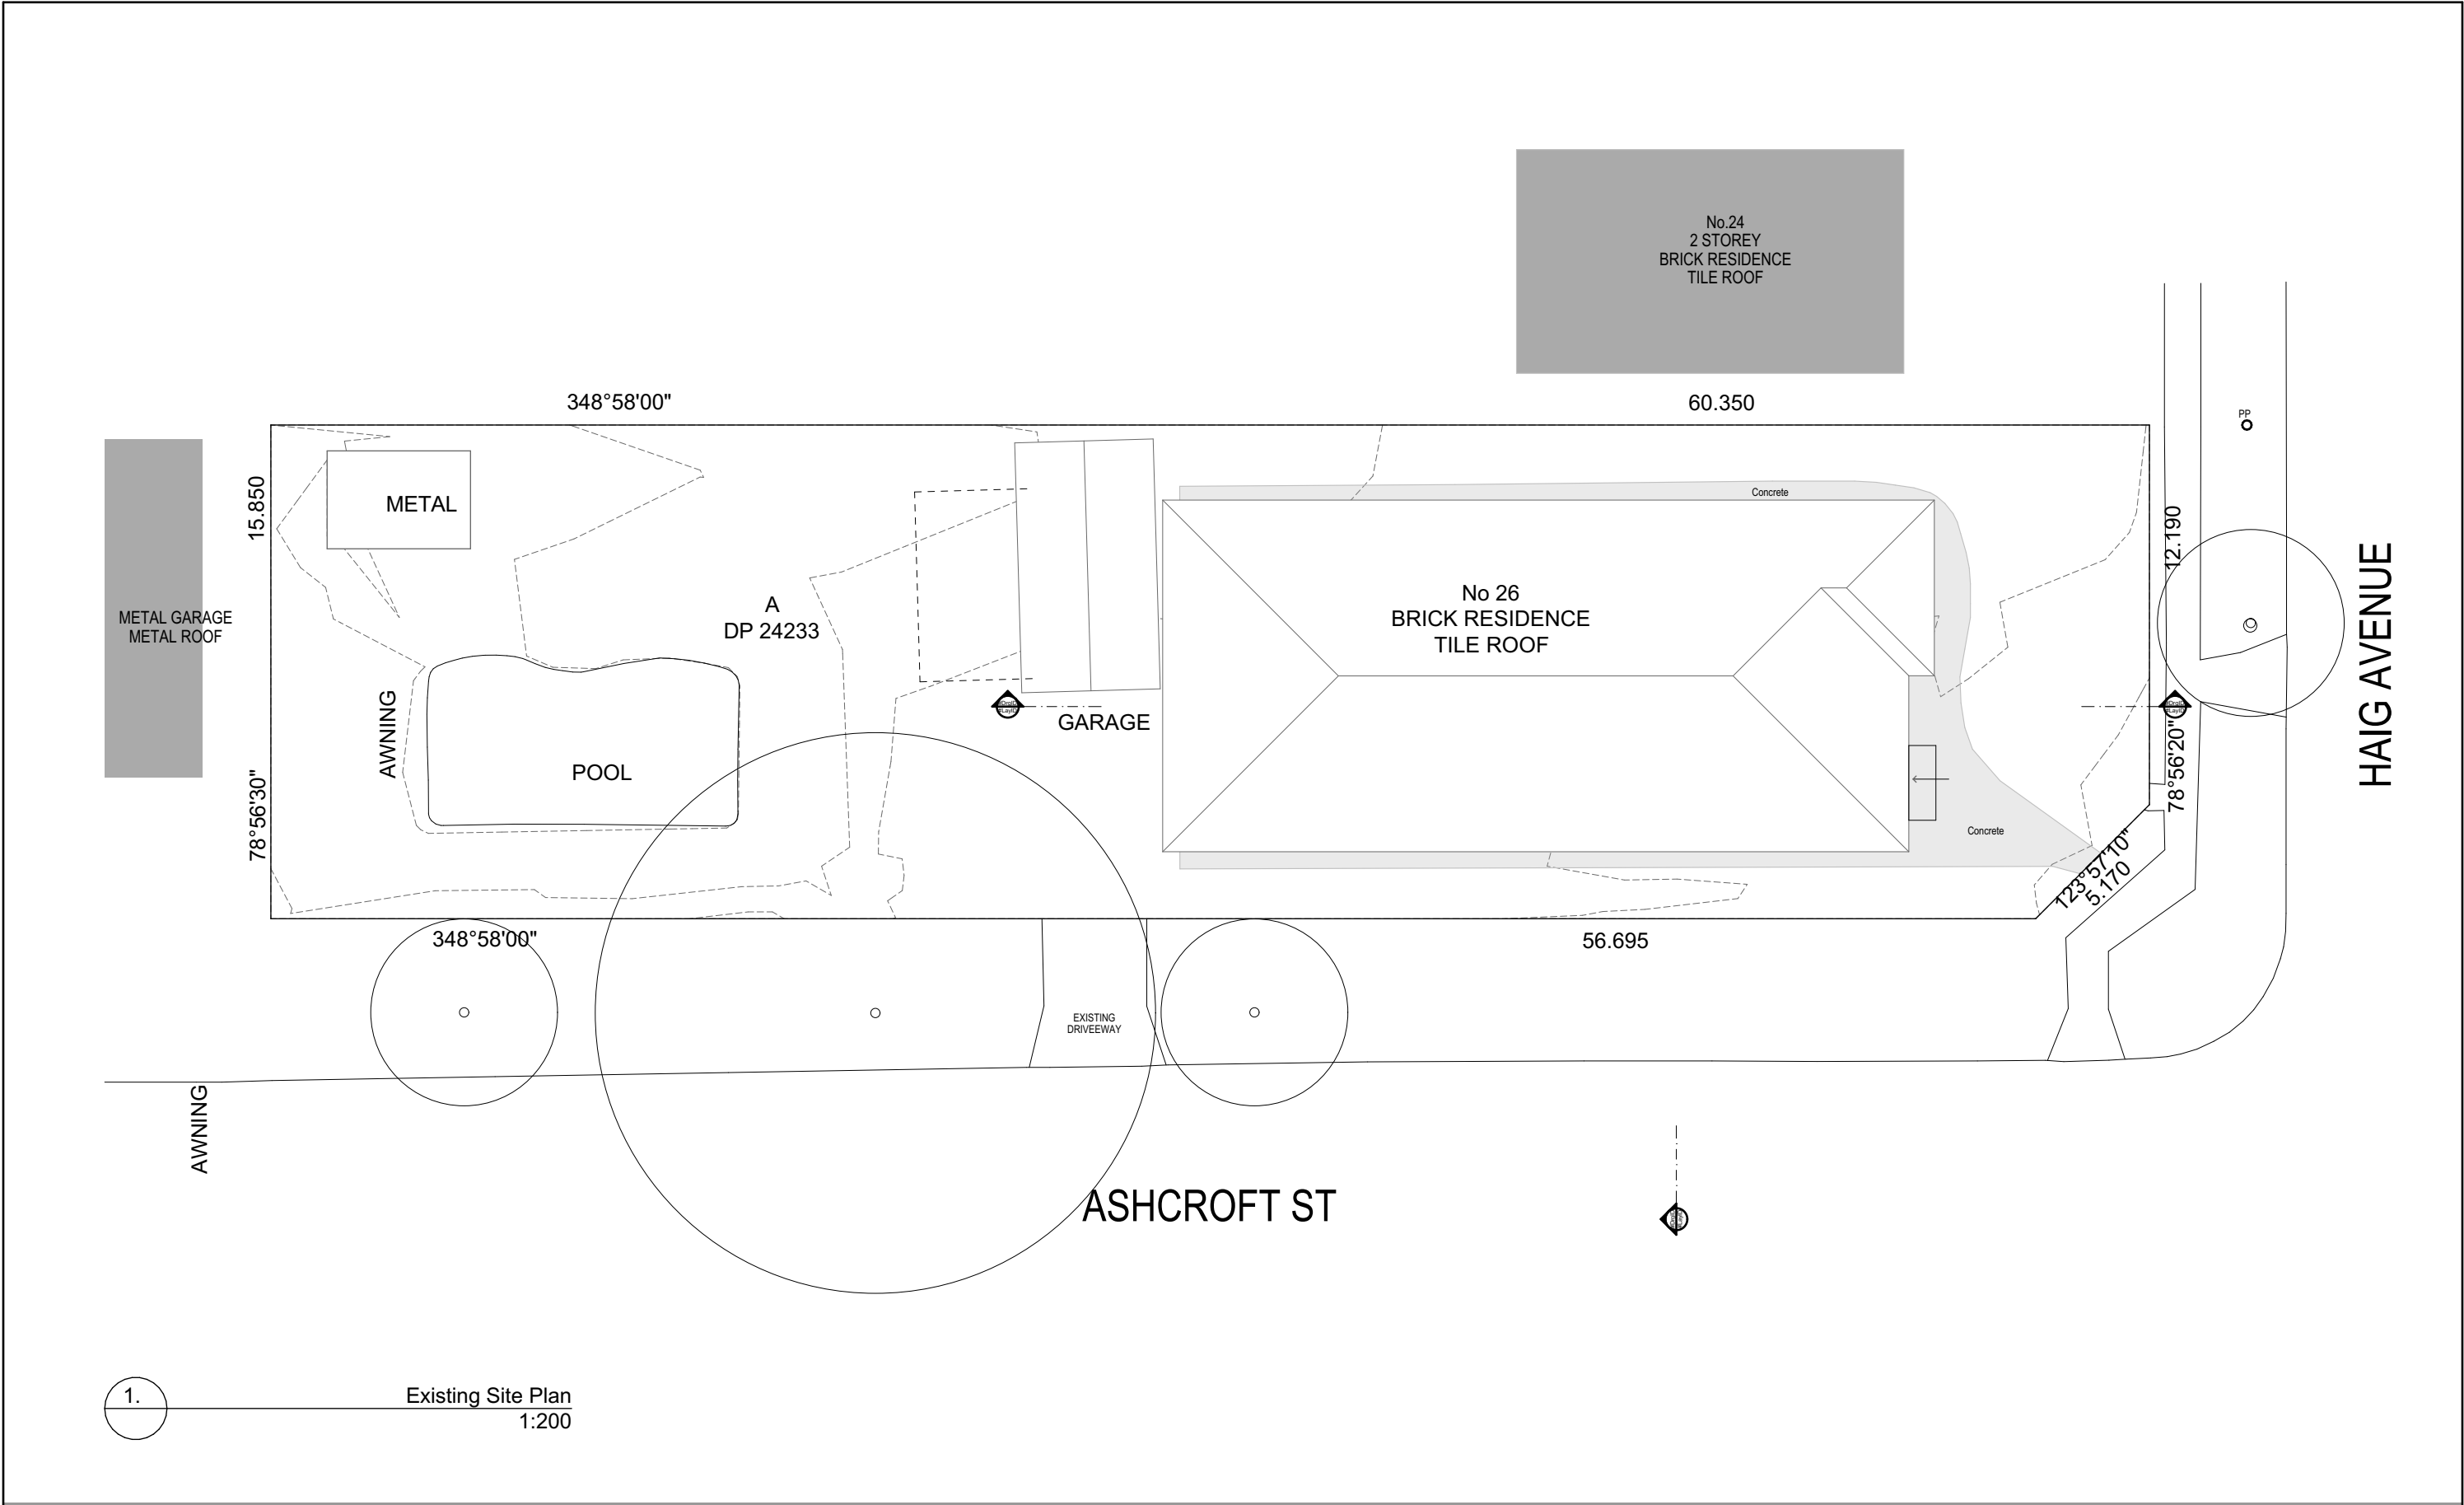 No.24
2 STOREY
BRICK RESIDENCE
TILE ROOF
348°58'00"
60.350
PP
15.850
METAL
Concrete
12.190
HAIG AVENUE
METAL GARAGE
METAL ROOF
A
DP 24233
No 26
BRICK RESIDENCE
TILE ROOF
AWNING
GARAGE
POOL
78°56'30"
78°56'20"
Concrete
123°57'10"
5.170
348°58'00"
56.695
EXISTING
DRIVEEWAY
AWNING
ASHCROFT ST
1.
Existing Site Plan
1:200